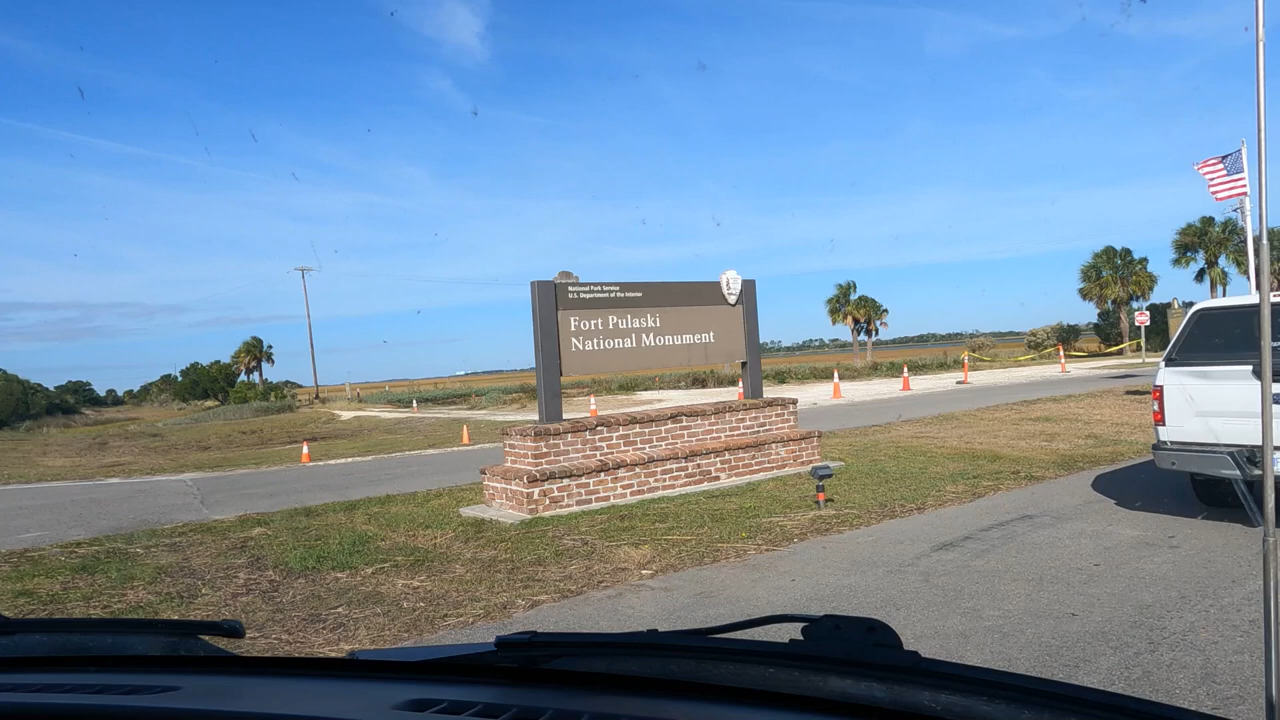 National Park Service
U.S. Department of the Interior
Fort Pulaski
National Monument